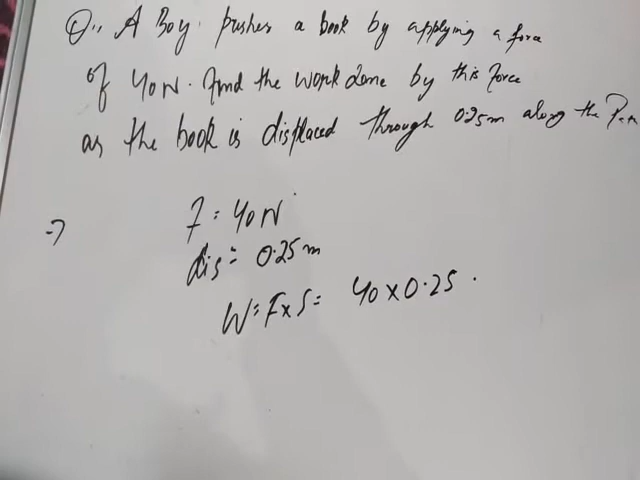 Q., A Boy pushes a book by applying a force
of 40N. find the work done by this force
as the book is displaced through 0.25m along the
=> F = 40N
dis = 0.25m
W = F x S = 40 x 0.25.